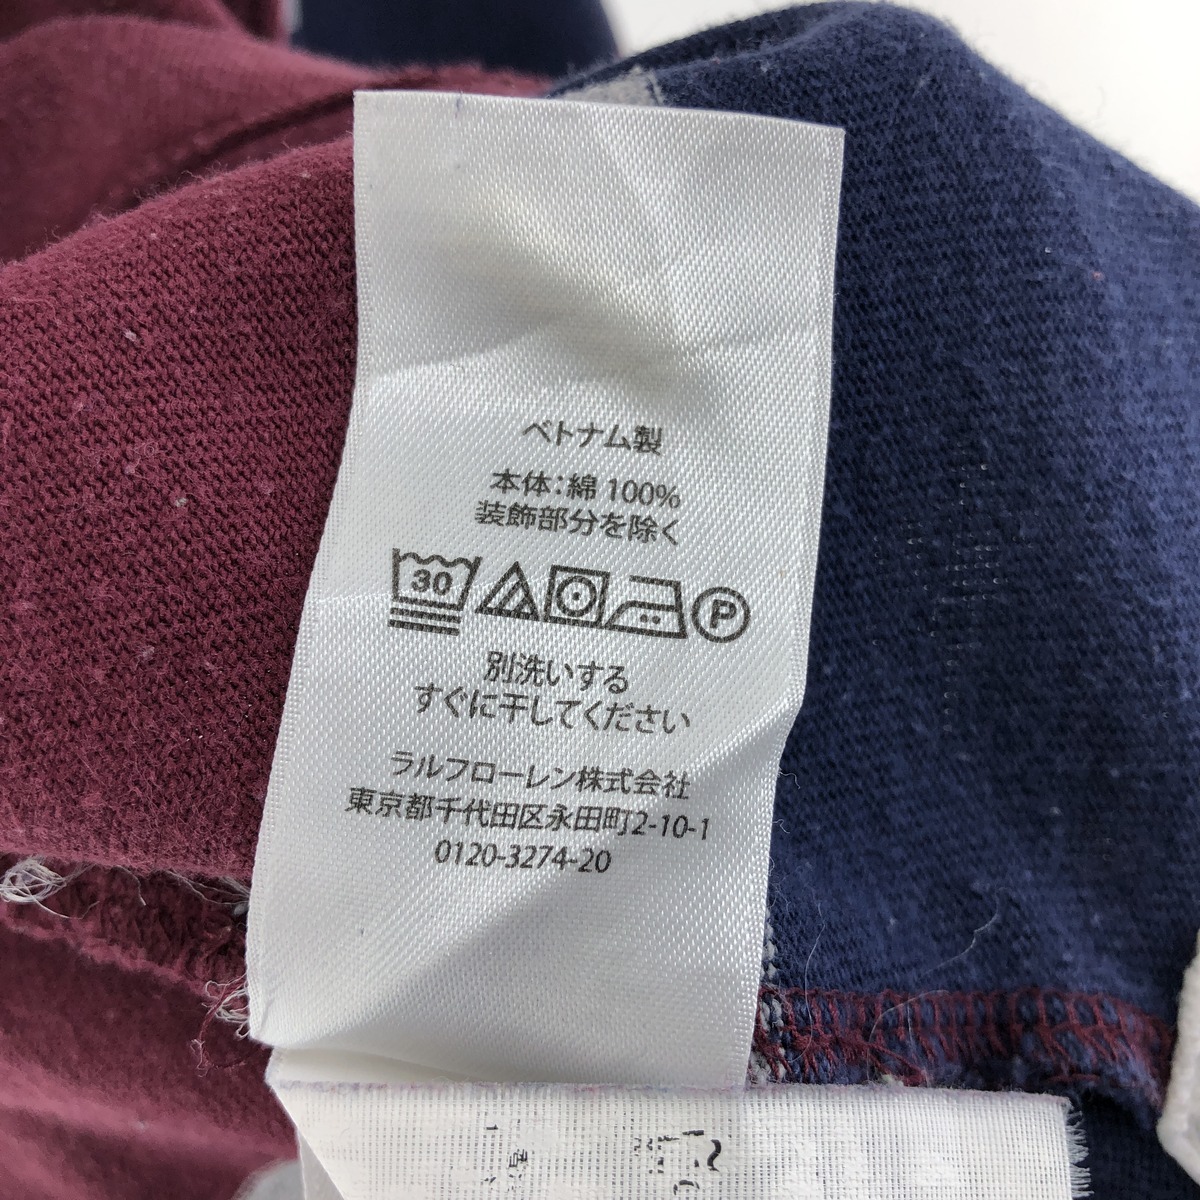 ベトナム製
本体:綿 100%
装飾部分を除く
30 P
別洗いする
すぐに干してください
ラルフローレン株式会社
東京都千代田区永田町2-10-1
0120-3274-20